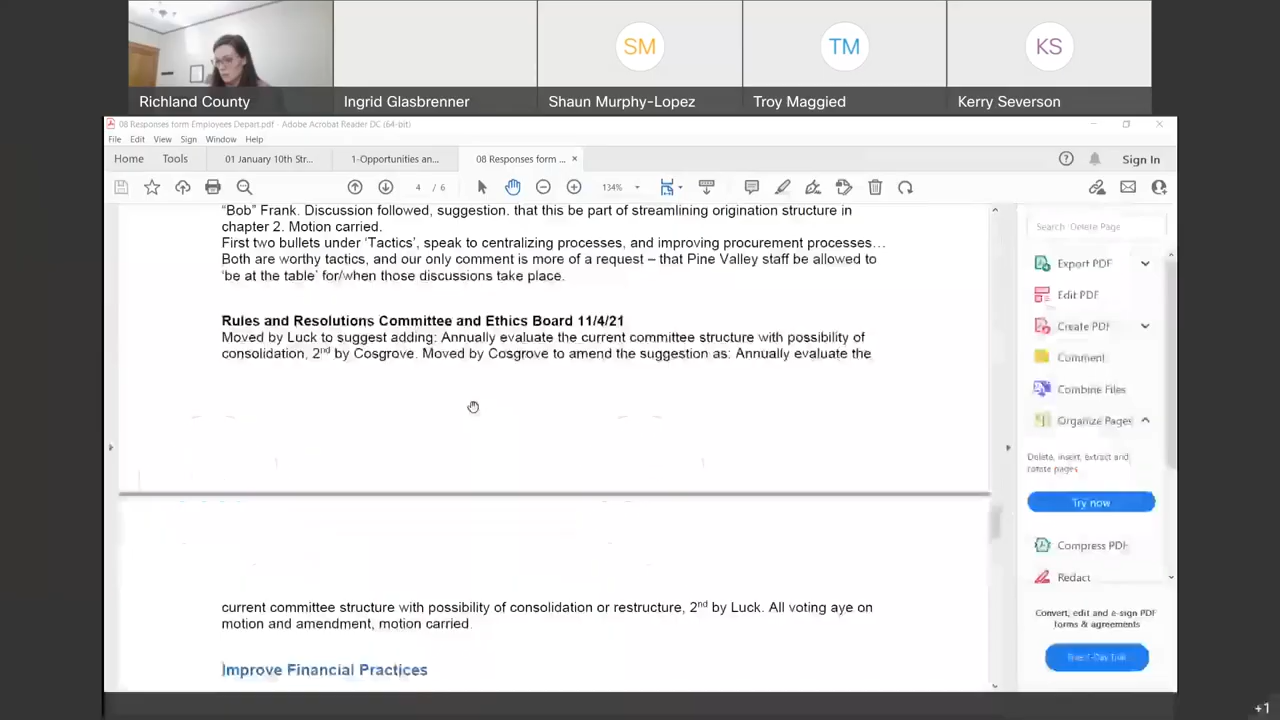 SM
TM
KS
Richland County
Ingrid Glasbrenner
Shaun Murphy-Lopez
Troy Maggied
Kerry Severson
08 Responses form Employees Depart.pdf - Adobe Acrobat Reader DC (64-bit)
File Edit View Sign Window Help
Home Tools 01 January 10th Str... 1-Opportunities an... 08 Responses form ... × Sign In
4 / 6 134%
"Bob" Frank. Discussion followed, suggestion. that this be part of streamlining origination structure in
chapter 2. Motion carried.
First two bullets under 'Tactics', speak to centralizing processes, and improving procurement processes…
Both are worthy tactics, and our only comment is more of a request – that Pine Valley staff be allowed to
'be at the table' for/when those discussions take place.
Rules and Resolutions Committee and Ethics Board 11/4/21
Moved by Luck to suggest adding: Annually evaluate the current committee structure with possibility of
consolidation, 2nd by Cosgrove. Moved by Cosgrove to amend the suggestion as: Annually evaluate the
current committee structure with possibility of consolidation or restructure, 2nd by Luck. All voting aye on
motion and amendment, motion carried.
Improve Financial Practices
Search 'Delete Page'
Export PDF
Edit PDF
Create PDF
Comment
Combine Files
Organize Pages
Delete, insert, extract and
rotate pages.
Try now
Compress PDF
Redact
Convert, edit and e-sign PDF
forms & agreements
Free 7-Day Trial
+1